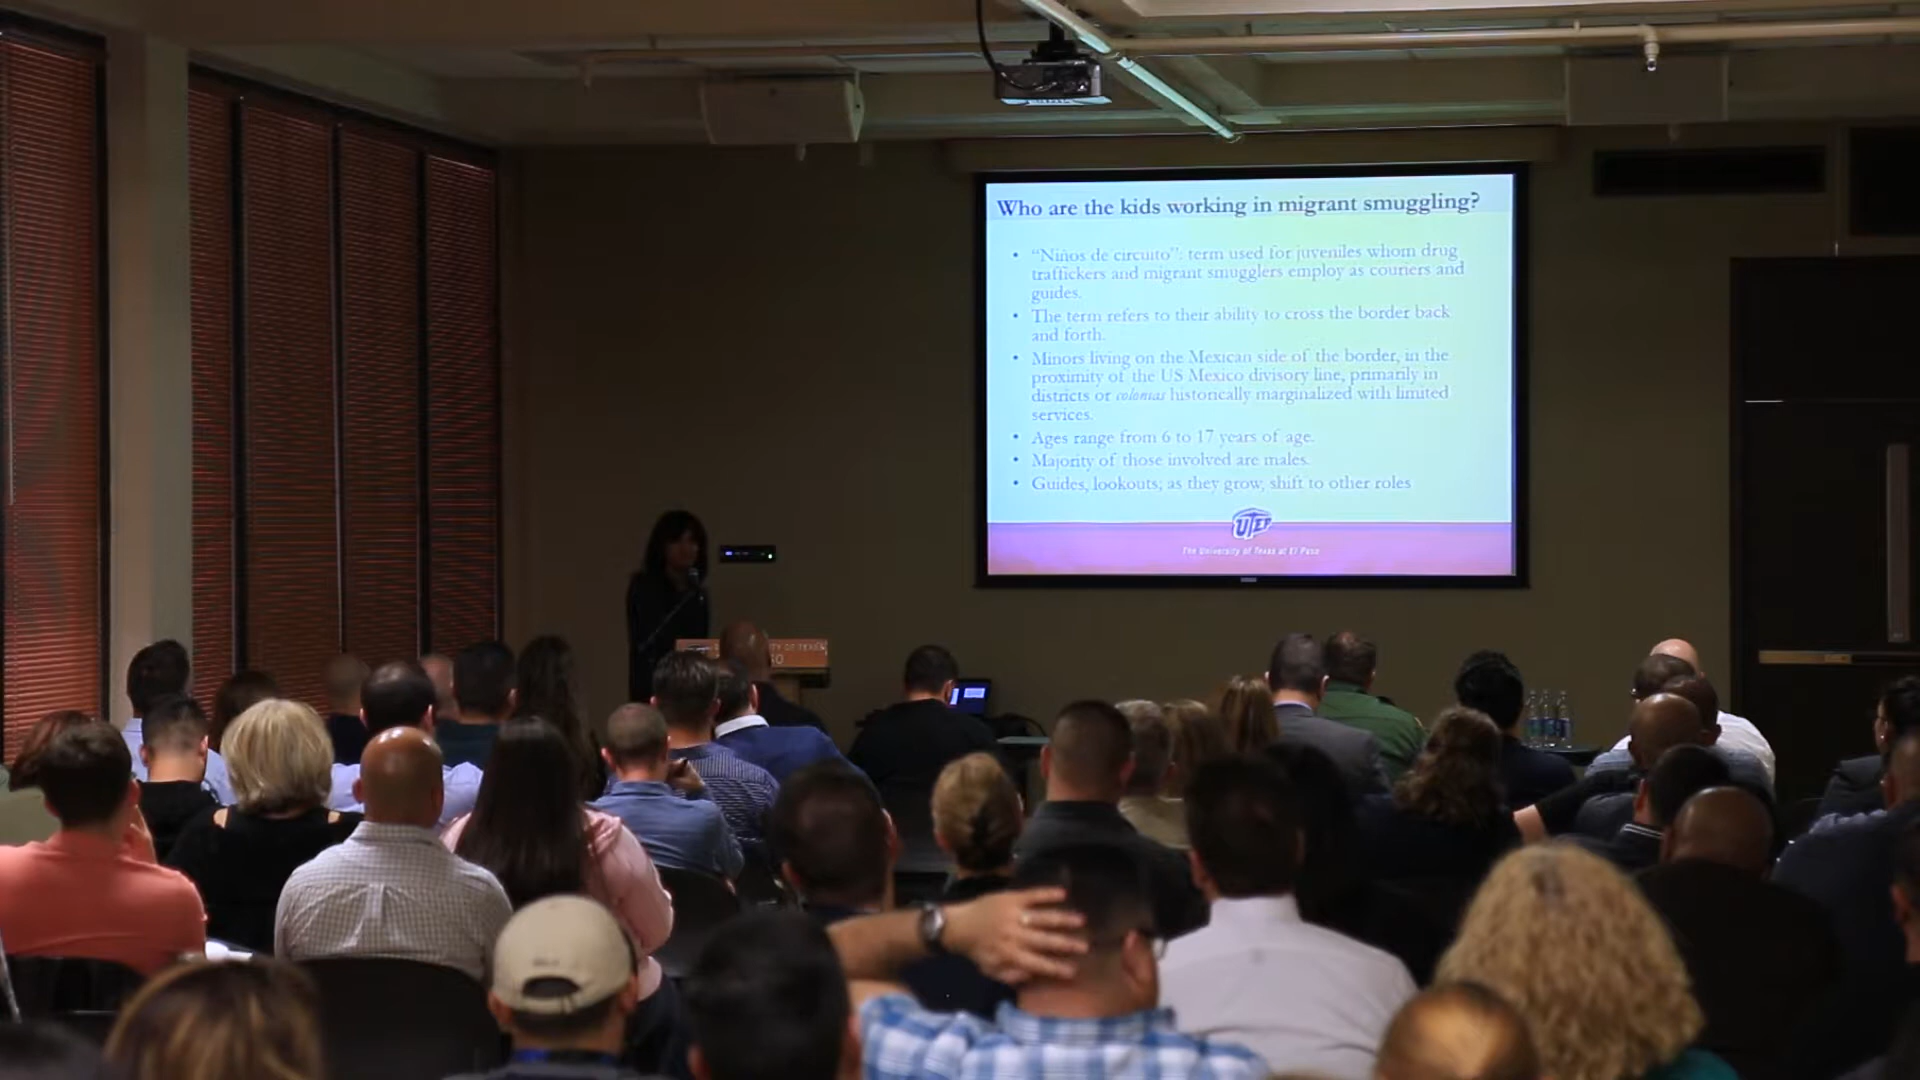 Who are the kids working in migrant smuggling?
• "Niños de circuito": term used for juveniles whom drug
traffickers and migrant smugglers employ as couriers and
guides.
• The term refers to their ability to cross the border back
and forth.
• Minors living on the Mexican side of the border, in the
proximity of the US Mexico divisory line, primarily in
districts or colonias historically marginalized with limited
services.
• Ages range from 6 to 17 years of age.
• Majority of those involved are males.
• Guides, lookouts; as they grow, shift to other roles
UTEP
The University of Texas at El Paso
OF TEXAS